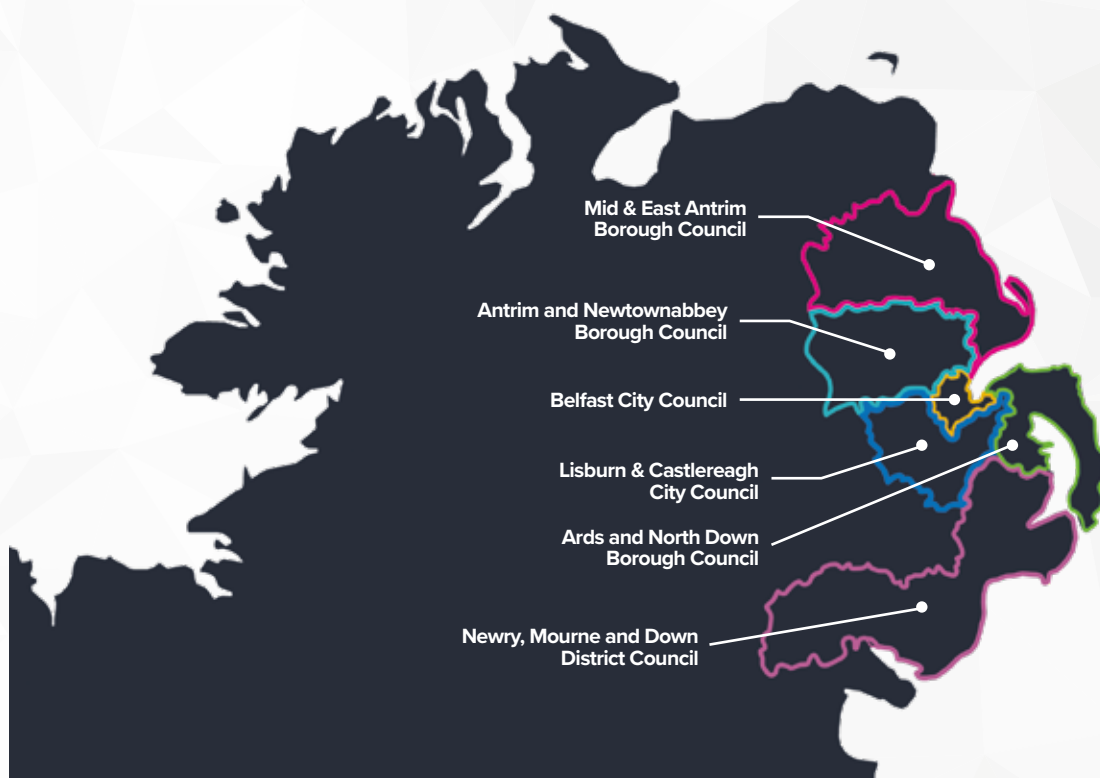 Mid & East Antrim
Borough Council
Antrim and Newtownabbey
Borough Council
Belfast City Council
Lisburn & Castlereagh
City Council
Ards and North Down
Borough Council
Newry, Mourne and Down
District Council